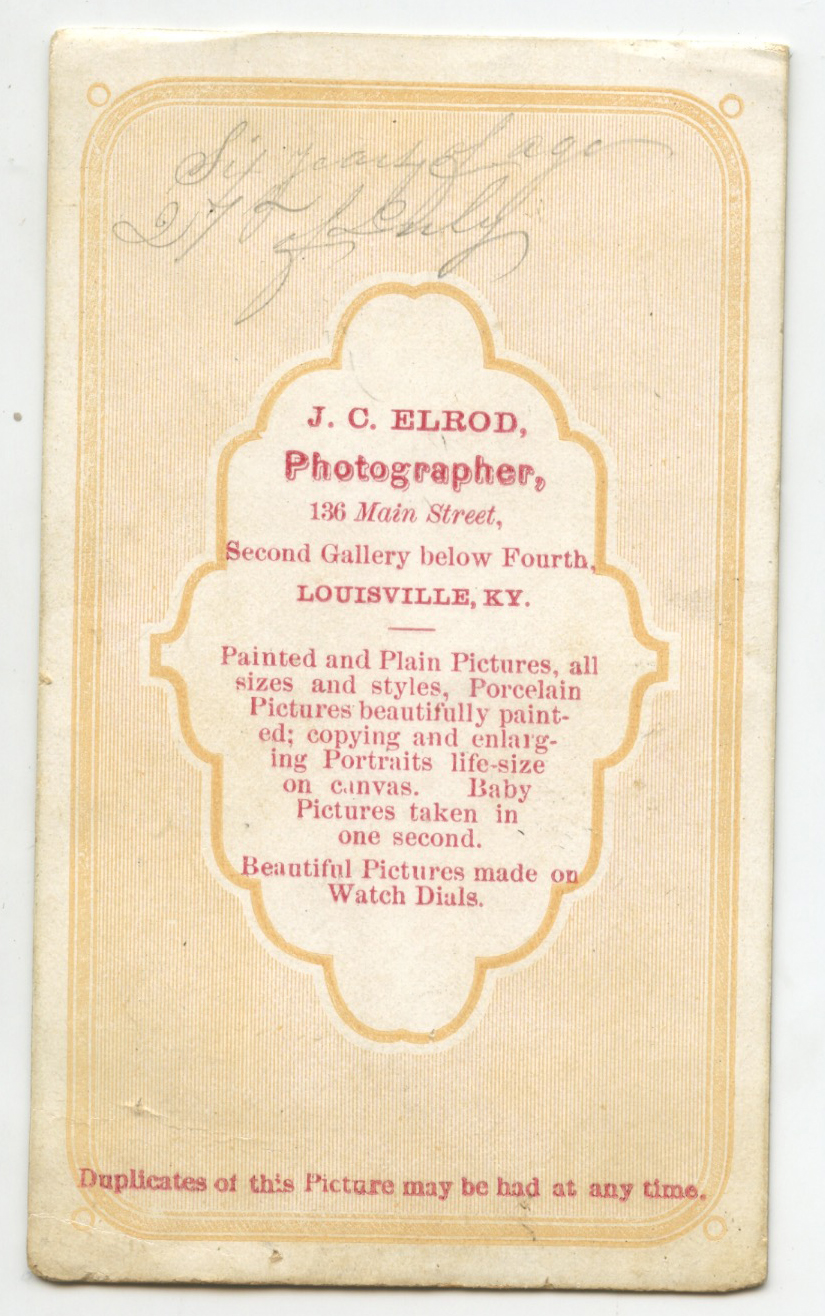 Six years of age
27 of July
J. C. ELROD,
Photographer,
136 Main Street,
Second Gallery below Fourth,
LOUISVILLE, KY.
Painted and Plain Pictures, all
sizes and styles, Porcelain
Pictures beautifully paint-
ed; copying and enlarg-
ing Portraits life-size
on canvas. Baby
Pictures taken in
one second.
Beautiful Pictures made on
Watch Dials.
Duplicates of this Picture may be had at any time.